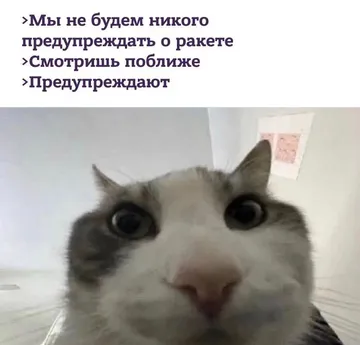 >Мы не будем никого
предупреждать о ракете
>Смотришь поближе
>Предупреждают